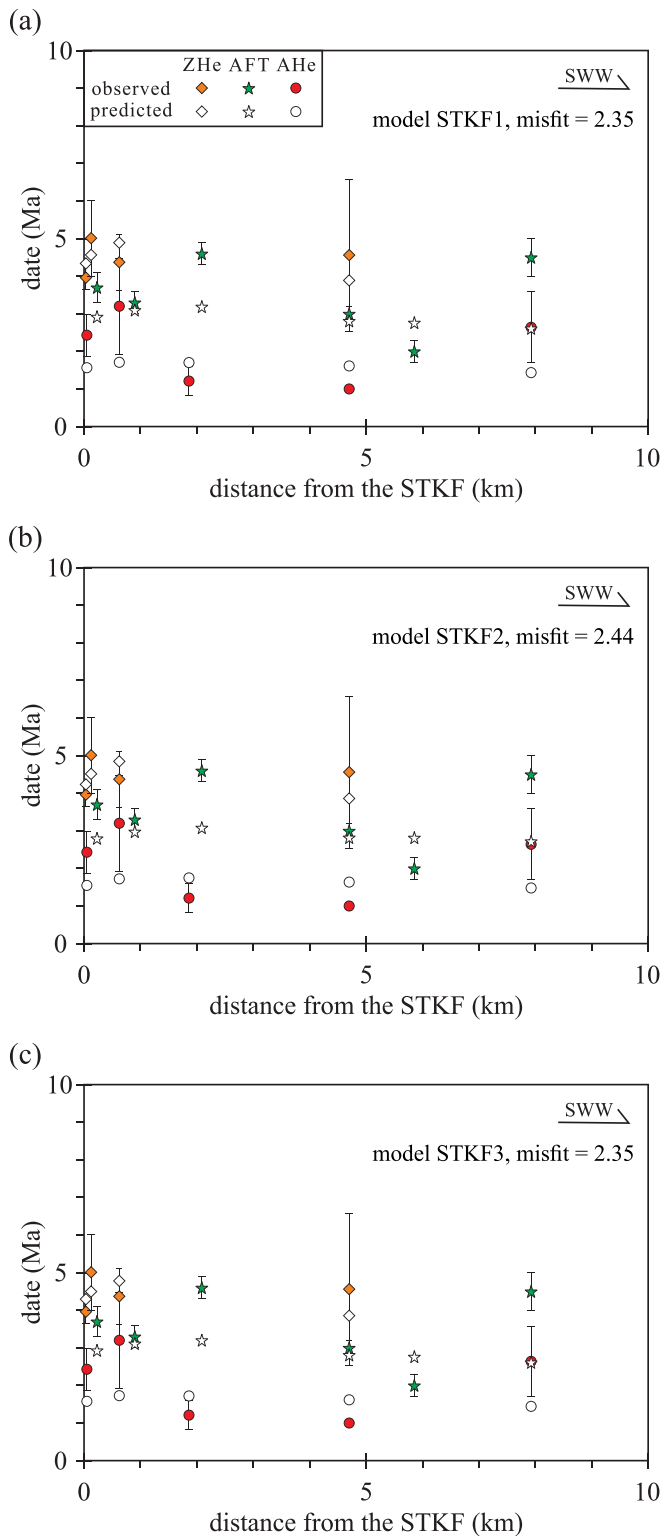 (a)
10
ZHe AFT AHe
observed
predicted
SWW
model STKF1, misfit = 2.35
date (Ma)
5
0
0 5 10
distance from the STKF (km)
(b)
10
SWW
model STKF2, misfit = 2.44
date (Ma)
5
0
0 5 10
distance from the STKF (km)
(c)
10
SWW
model STKF3, misfit = 2.35
date (Ma)
5
0
0 5 10
distance from the STKF (km)